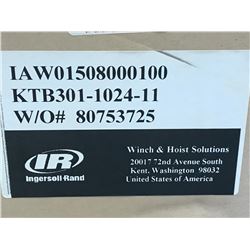 IAW01508000100
KTB301-1024-11
W/O# 80753725
IR
Ingersoll-Rand
Winch & Hoist Solutions
20017 72nd Avenue South
Kent, Washington 98032
United States of America